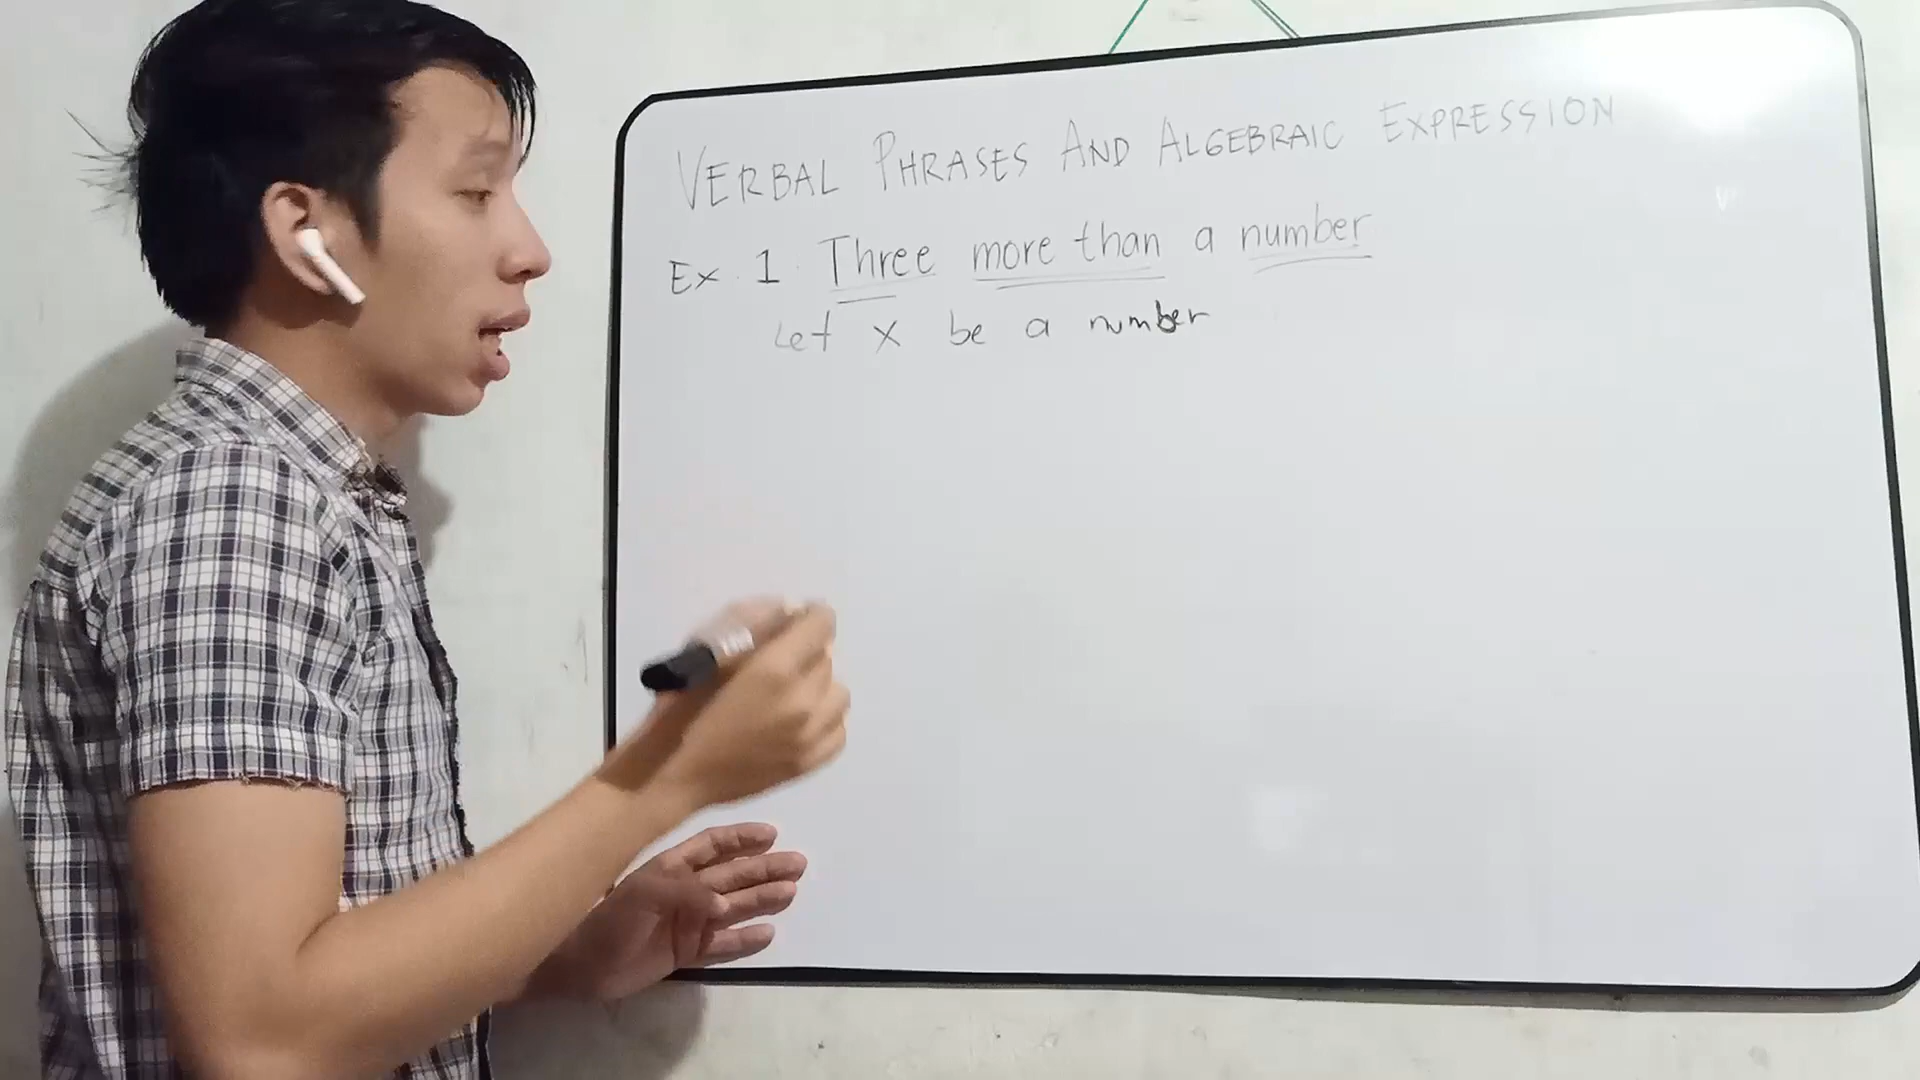 VERBAL PHRASES AND ALGEBRAIC EXPRESSION
Ex. 1. Three more than a number
Let x be a number